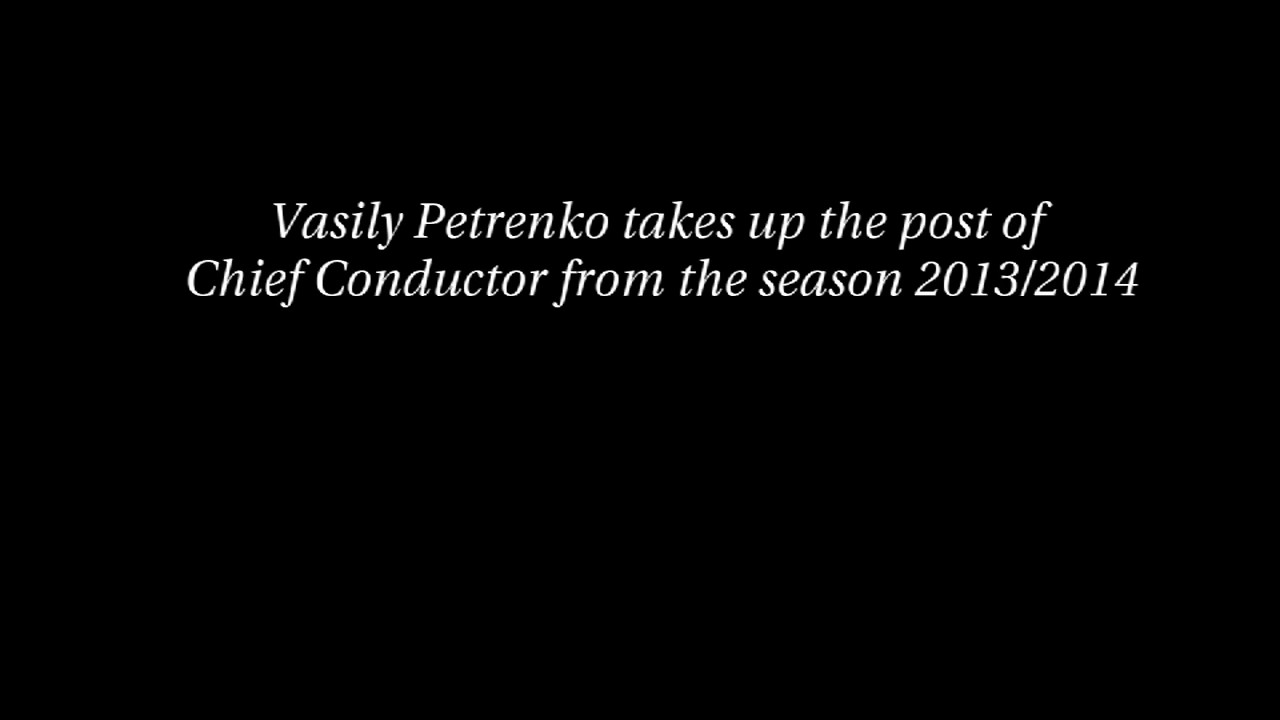 Vasily Petrenko takes up the post of
Chief Conductor from the season 2013/2014